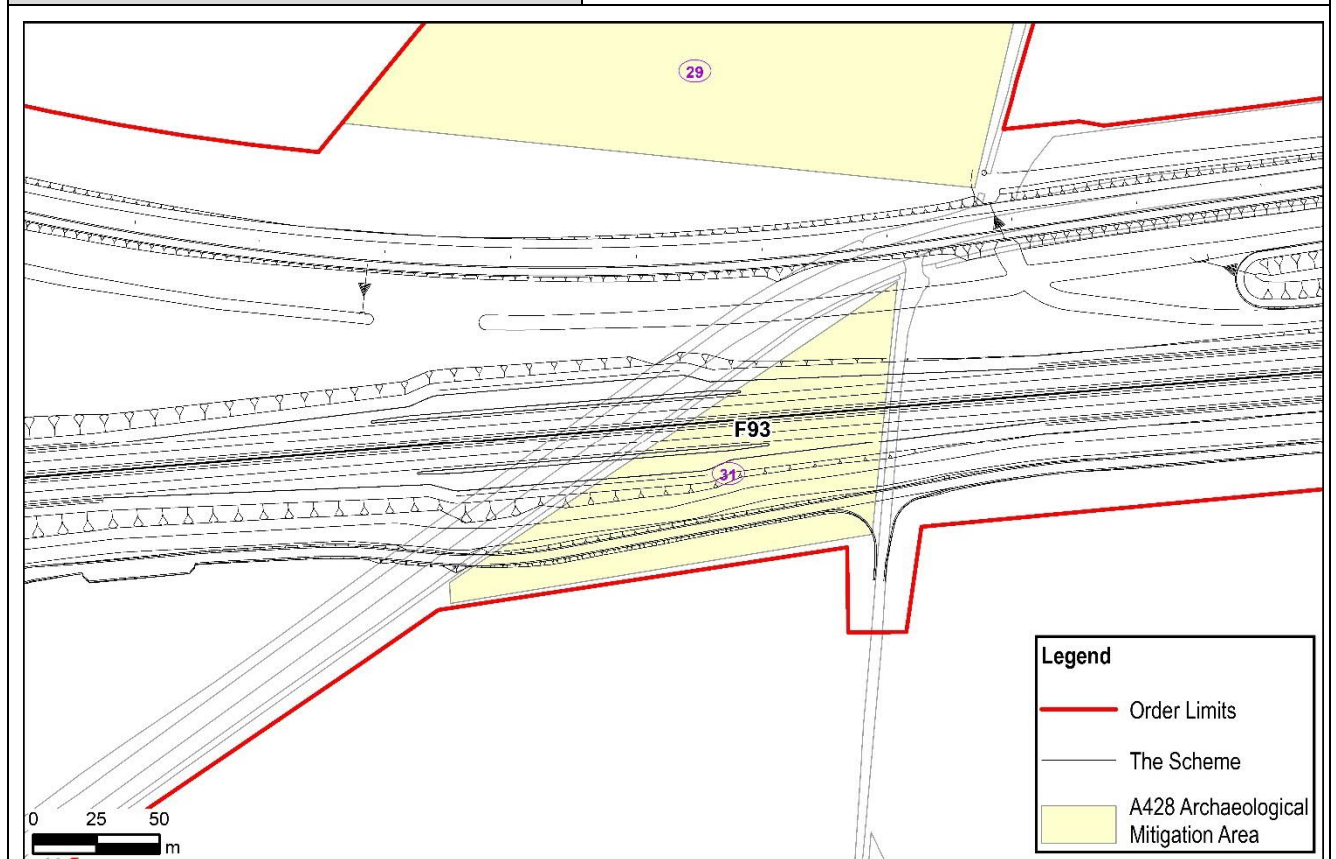 29
F93
31
Legend
Order Limits
The Scheme
A428 Archaeological
Mitigation Area
0 25 50
m